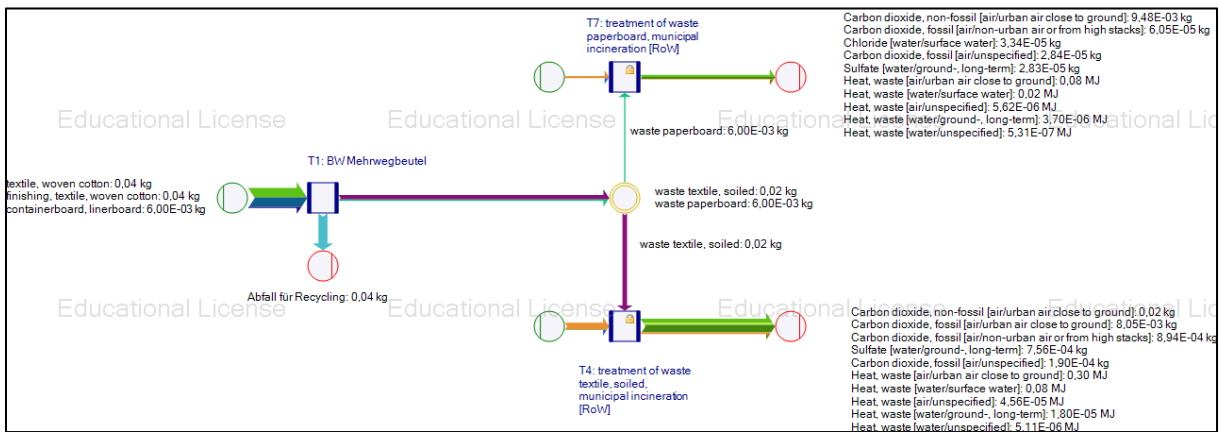 T7: treatment of waste
paperboard, municipal
incineration [RoW]
Carbon dioxide, non-fossil [air/urban air close to ground]: 9,48E-03 kg
Carbon dioxide, fossil [air/non-urban air or from high stacks]: 6,05E-05 kg
Chloride [water/surface water]: 3,34E-05 kg
Carbon dioxide, fossil [air/unspecified]: 2,84E-05 kg
Sulfate [water/ground-, long-term]: 2,83E-05 kg
Heat, waste [air/urban air close to ground]: 0,08 MJ
Heat, waste [water/surface water]: 0,02 MJ
Heat, waste [air/unspecified]: 5,62E-06 MJ
Heat, waste [water/ground-, long-term]: 3,70E-06 MJ
Heat, waste [water/unspecified]: 5,31E-07 MJ
Educational License
Educational License
Educational License
Educational Lic
waste paperboard: 6,00E-03 kg
T1: BW Mehrwegbeutel
textile, woven cotton: 0,04 kg
finishing, textile, woven cotton: 0,04 kg
containerboard, linerboard: 6,00E-03 kg
waste textile, soiled: 0,02 kg
waste paperboard: 6,00E-03 kg
waste textile, soiled: 0,02 kg
Abfall für Recycling: 0,04 kg
Educational License
Educational License
Educational License
Educational Lic
T4: treatment of waste
textile, soiled,
municipal incineration
[RoW]
Carbon dioxide, non-fossil [air/urban air close to ground]: 0,02 kg
Carbon dioxide, fossil [air/urban air close to ground]: 8,05E-03 kg
Carbon dioxide, fossil [air/non-urban air or from high stacks]: 8,94E-04 kg
Sulfate [water/ground-, long-term]: 7,56E-04 kg
Carbon dioxide, fossil [air/unspecified]: 1,90E-04 kg
Heat, waste [air/urban air close to ground]: 0,30 MJ
Heat, waste [water/surface water]: 0,08 MJ
Heat, waste [air/unspecified]: 4,56E-05 MJ
Heat, waste [water/ground-, long-term]: 1,80E-05 MJ
Heat, waste [water/unspecified]: 5,11E-06 MJ